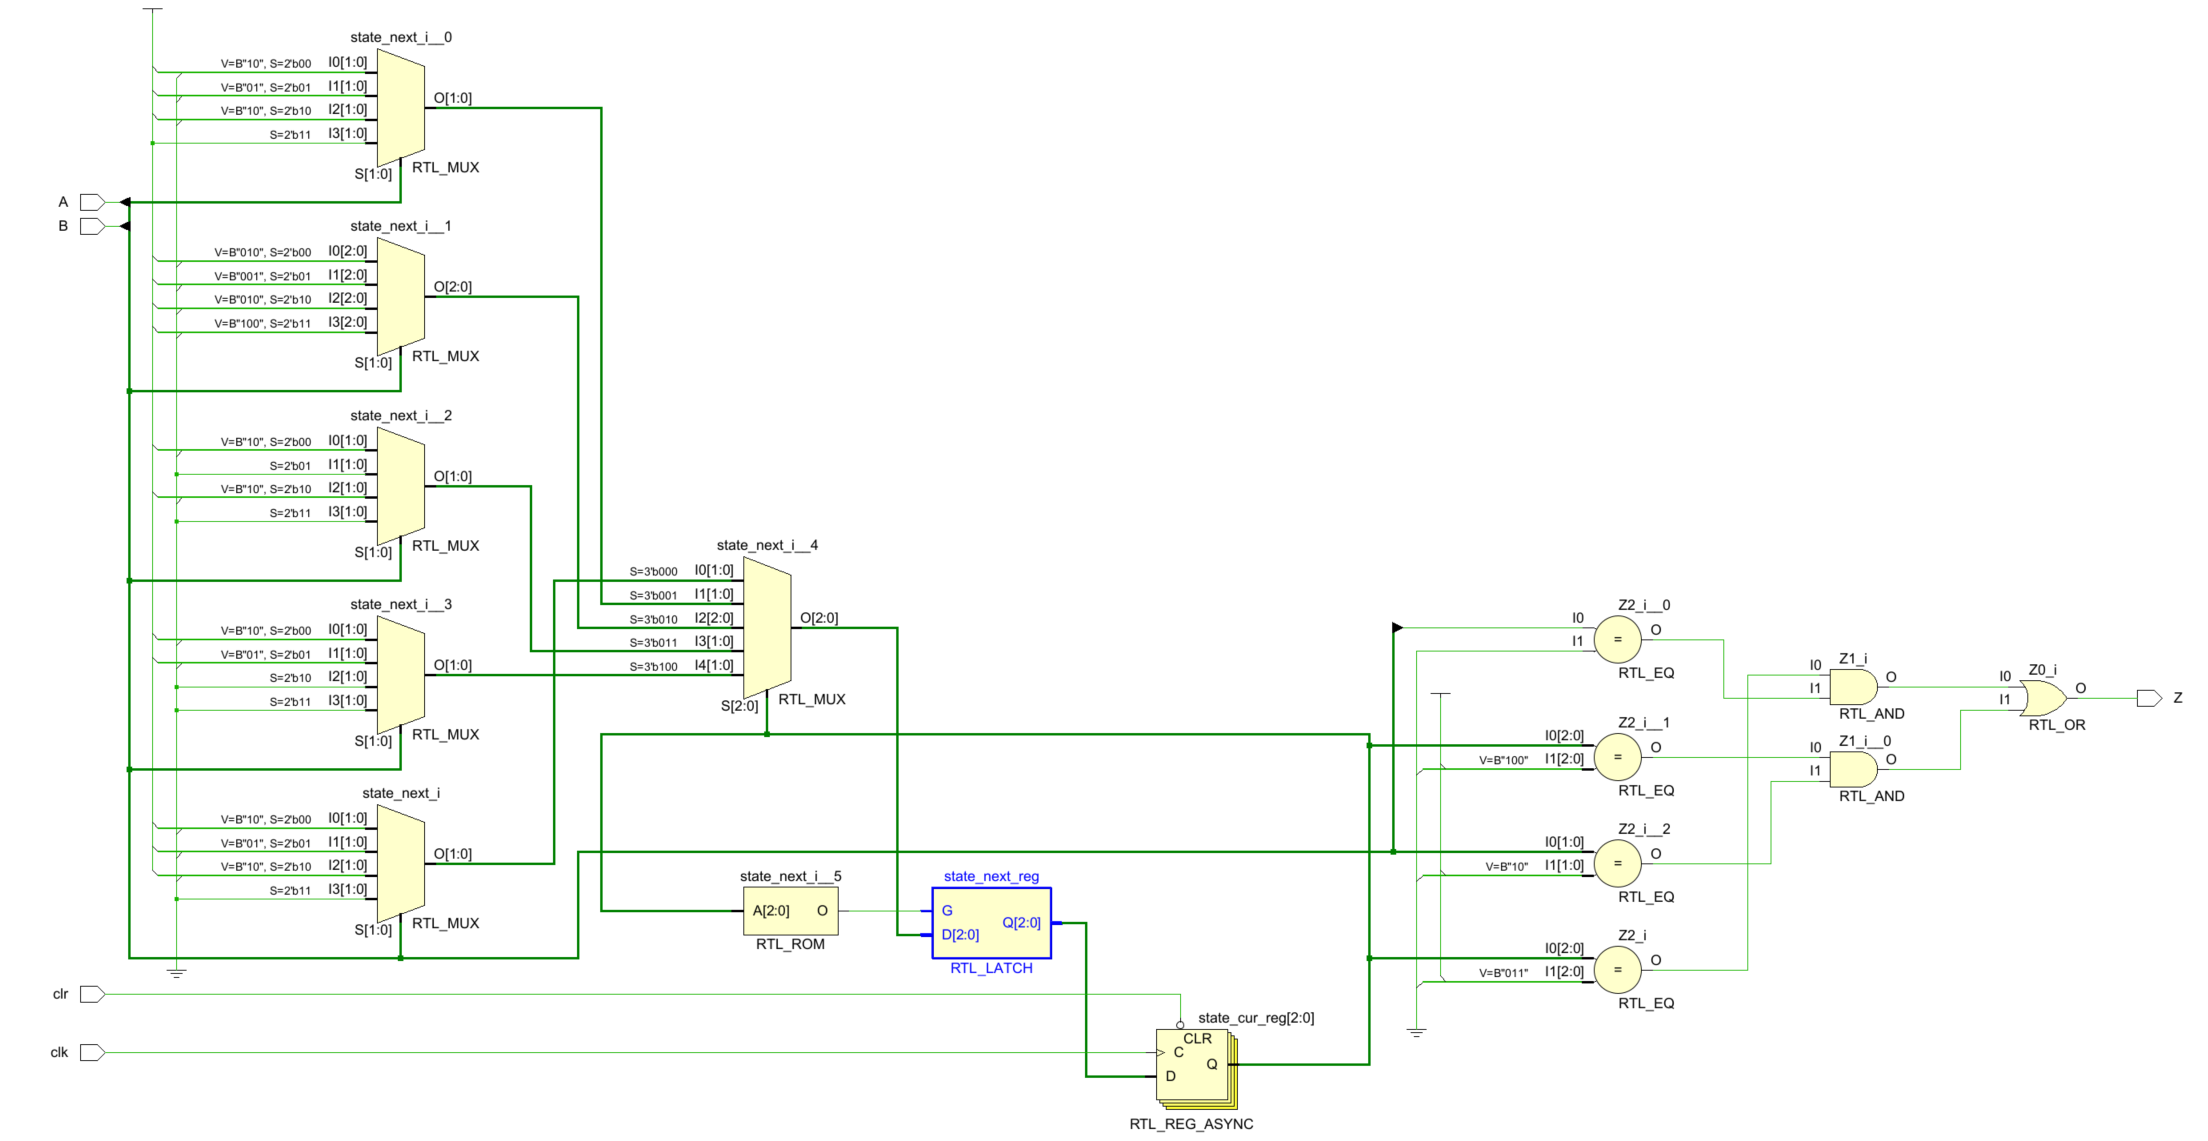 state_next_i__0
V=B"10", S=2'b00 I0[1:0]
V=B"01", S=2'b01 I1[1:0]
V=B"10", S=2'b10 I2[1:0]
S=2'b11 I3[1:0]
O[1:0]
S[1:0]
RTL_MUX
A
B
state_next_i__1
V=B"010", S=2'b00 I0[2:0]
V=B"001", S=2'b01 I1[2:0]
V=B"010", S=2'b10 I2[2:0]
V=B"100", S=2'b11 I3[2:0]
O[2:0]
S[1:0]
RTL_MUX
state_next_i__2
V=B"10", S=2'b00 I0[1:0]
S=2'b01 I1[1:0]
V=B"10", S=2'b10 I2[1:0]
S=2'b11 I3[1:0]
O[1:0]
S[1:0]
RTL_MUX
state_next_i__3
V=B"10", S=2'b00 I0[1:0]
V=B"01", S=2'b01 I1[1:0]
S=2'b10 I2[1:0]
S=2'b11 I3[1:0]
O[1:0]
S[1:0]
RTL_MUX
state_next_i
V=B"10", S=2'b00 I0[1:0]
V=B"01", S=2'b01 I1[1:0]
V=B"10", S=2'b10 I2[1:0]
S=2'b11 I3[1:0]
O[1:0]
S[1:0]
RTL_MUX
state_next_i__4
S=3'b000 I0[1:0]
S=3'b001 I1[1:0]
S=3'b010 I2[2:0]
S=3'b011 I3[1:0]
S=3'b100 I4[1:0]
O[2:0]
S[2:0]
RTL_MUX
state_next_i__5
A[2:0] O
RTL_ROM
state_next_reg
G
D[2:0]
Q[2:0]
RTL_LATCH
clr
clk
state_cur_reg[2:0]
CLR
C
D
Q
RTL_REG_ASYNC
Z2_i__0
I0
I1
=
O
RTL_EQ
Z2_i__1
I0[2:0]
V=B"100" I1[2:0]
=
O
RTL_EQ
Z2_i__2
I0[1:0]
V=B"10" I1[1:0]
=
O
RTL_EQ
Z2_i
I0[2:0]
V=B"011" I1[2:0]
=
O
RTL_EQ
Z1_i
I0
I1
O
RTL_AND
Z1_i__0
I0
I1
O
RTL_AND
Z0_i
I0
I1
O
RTL_OR
Z